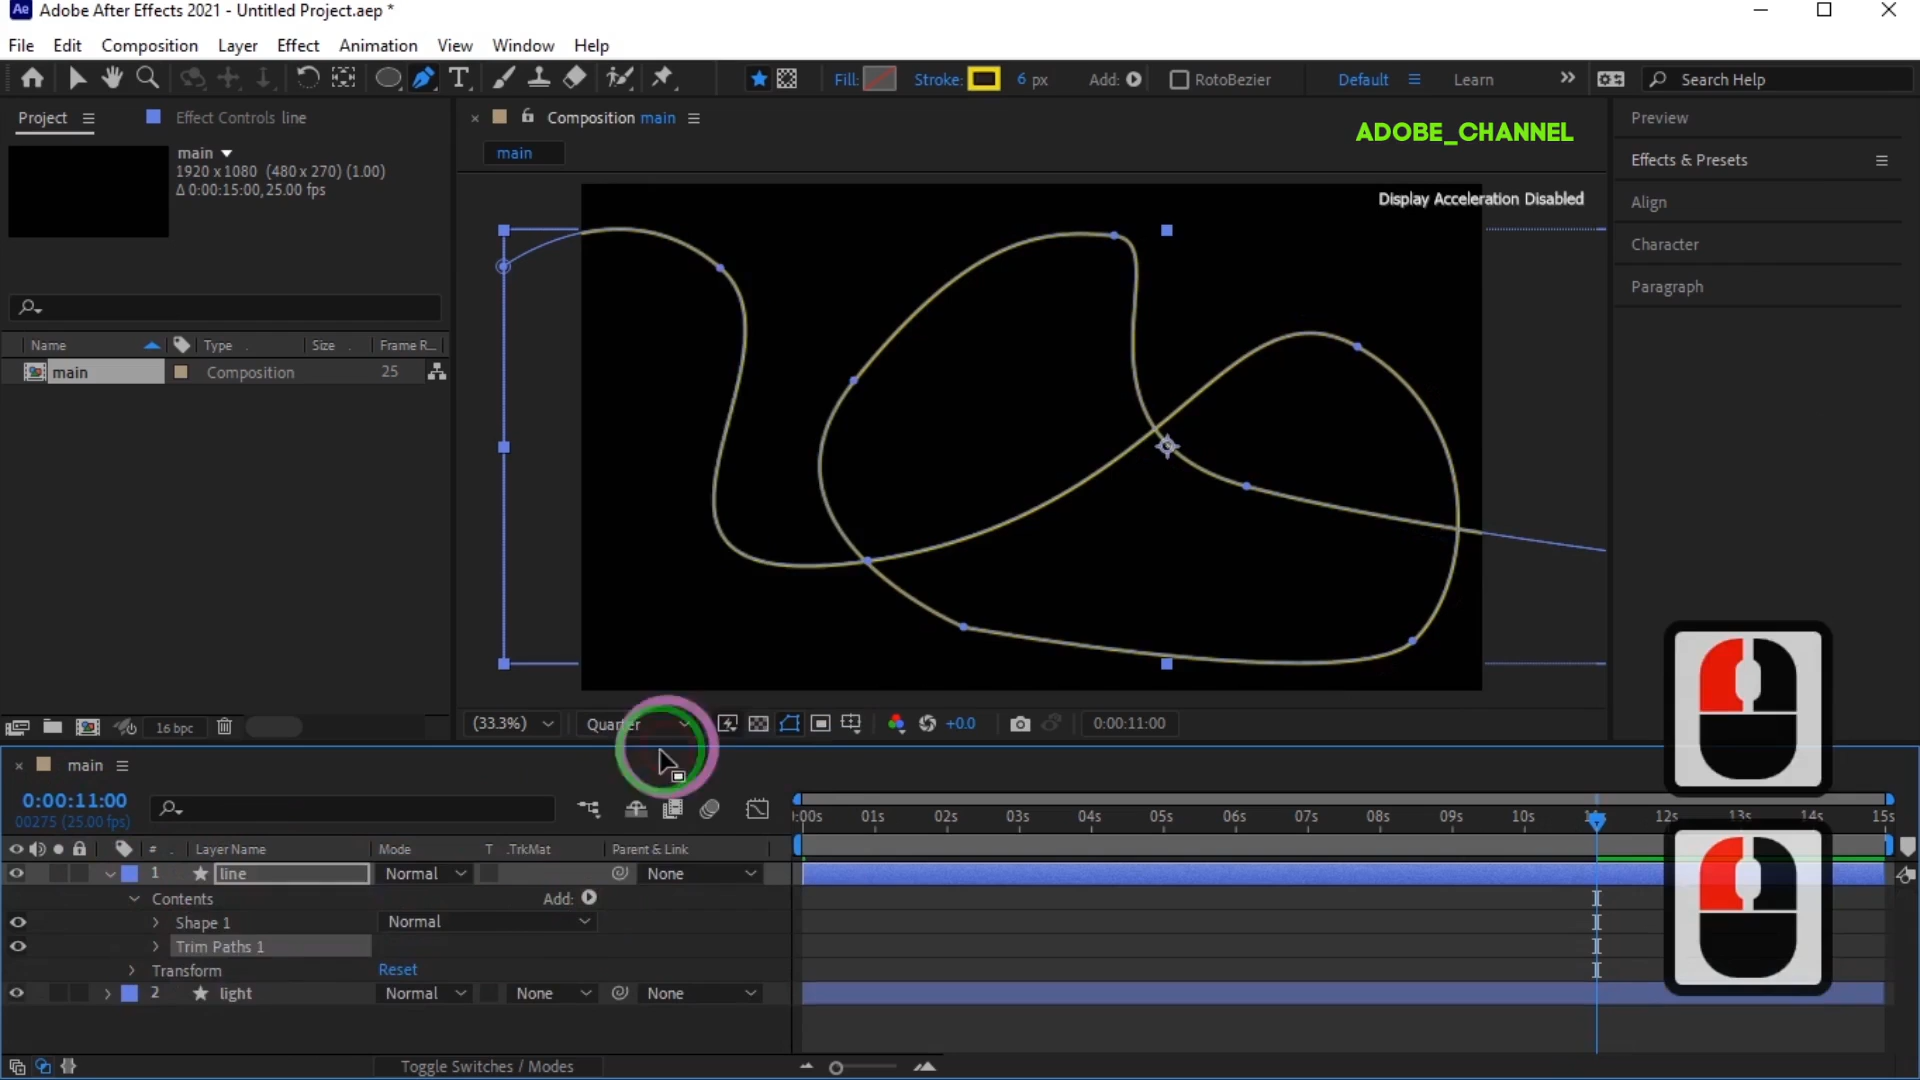 Ae Adobe After Effects 2021 - Untitled Project.aep *
File Edit Composition Layer Effect Animation View Window Help
Fill: Stroke: 6 px Add: RotoBezier Default Learn Search Help
Project Effect Controls line
main
1920 x 1080 (480 x 270) (1.00)
Δ 0:00:15:00, 25.00 fps
Name Type Size Frame R...
main Composition 25
16 bpc
Composition main
main
ADOBE_CHANNEL
Display Acceleration Disabled
(33.3%) Quarter +0.0 0:00:11:00
Preview
Effects & Presets
Align
Character
Paragraph
main
0:00:11:00
00275 (25.00 fps)
:00s 01s 02s 03s 04s 05s 06s 07s 08s 09s 10s 12s 13s 14s 15s
# Layer Name Mode T .TrkMat Parent & Link
1 line Normal None
Contents Add:
Shape 1 Normal
Trim Paths 1
Transform Reset
2 light Normal None None
Toggle Switches / Modes